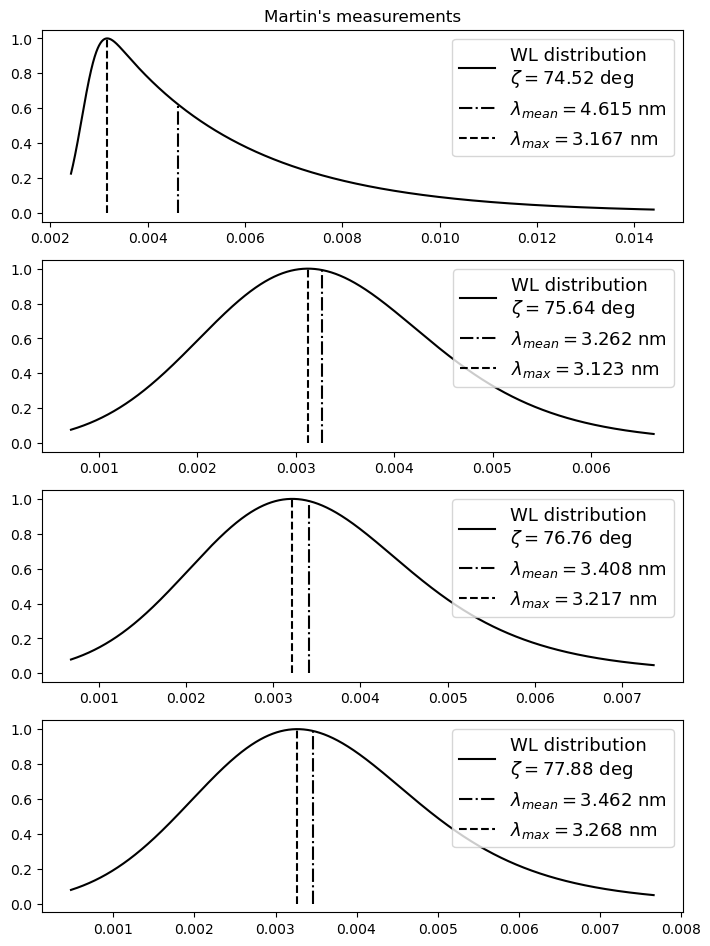 Martin's measurements
1.0
0.8
0.6
0.4
0.2
0.0
WL distribution
ζ = 74.52 deg
λmean = 4.615 nm
λmax = 3.167 nm
0.002 0.004 0.006 0.008 0.010 0.012 0.014
1.0
0.8
0.6
0.4
0.2
0.0
WL distribution
ζ = 75.64 deg
λmean = 3.262 nm
λmax = 3.123 nm
0.001 0.002 0.003 0.004 0.005 0.006
1.0
0.8
0.6
0.4
0.2
0.0
WL distribution
ζ = 76.76 deg
λmean = 3.408 nm
λmax = 3.217 nm
0.001 0.002 0.003 0.004 0.005 0.006 0.007
1.0
0.8
0.6
0.4
0.2
0.0
WL distribution
ζ = 77.88 deg
λmean = 3.462 nm
λmax = 3.268 nm
0.001 0.002 0.003 0.004 0.005 0.006 0.007 0.008